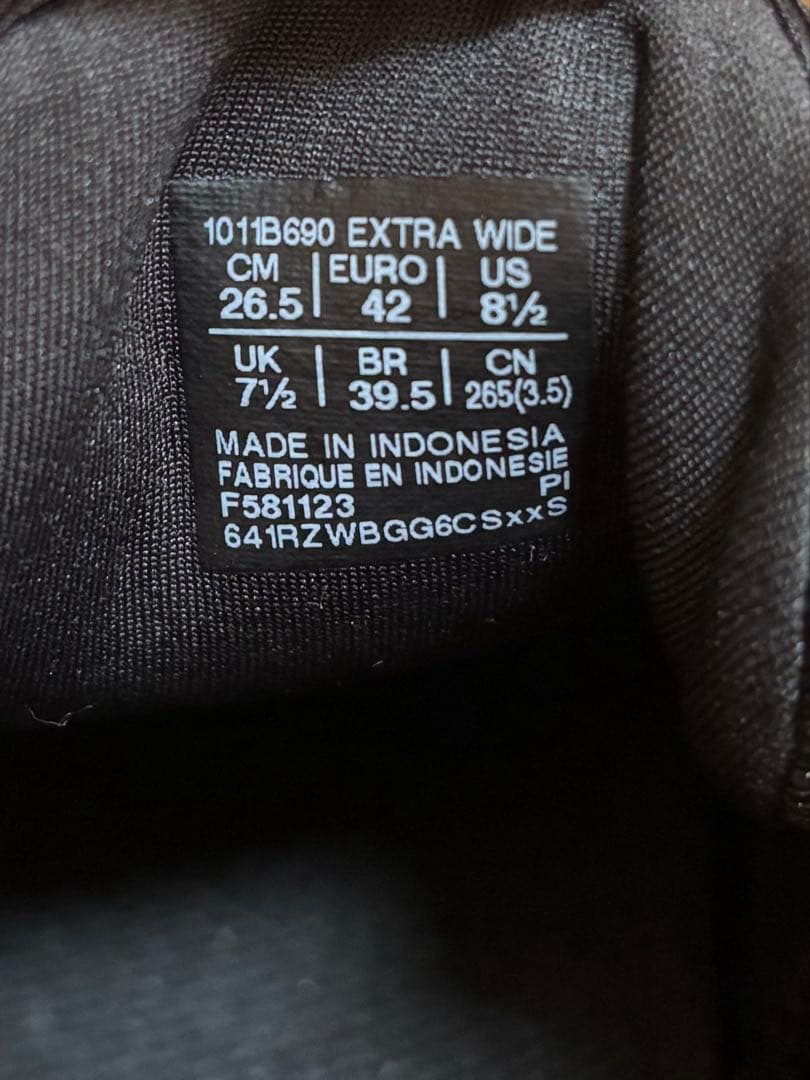 1011B690 EXTRA WIDE
CM | EURO | US
26.5 | 42 | 8½
UK | BR | CN
7½ | 39.5 | 265(3.5)
MADE IN INDONESIA
FABRIQUE EN INDONESIE
PI
F581123
641RZWBGG6CSxxS